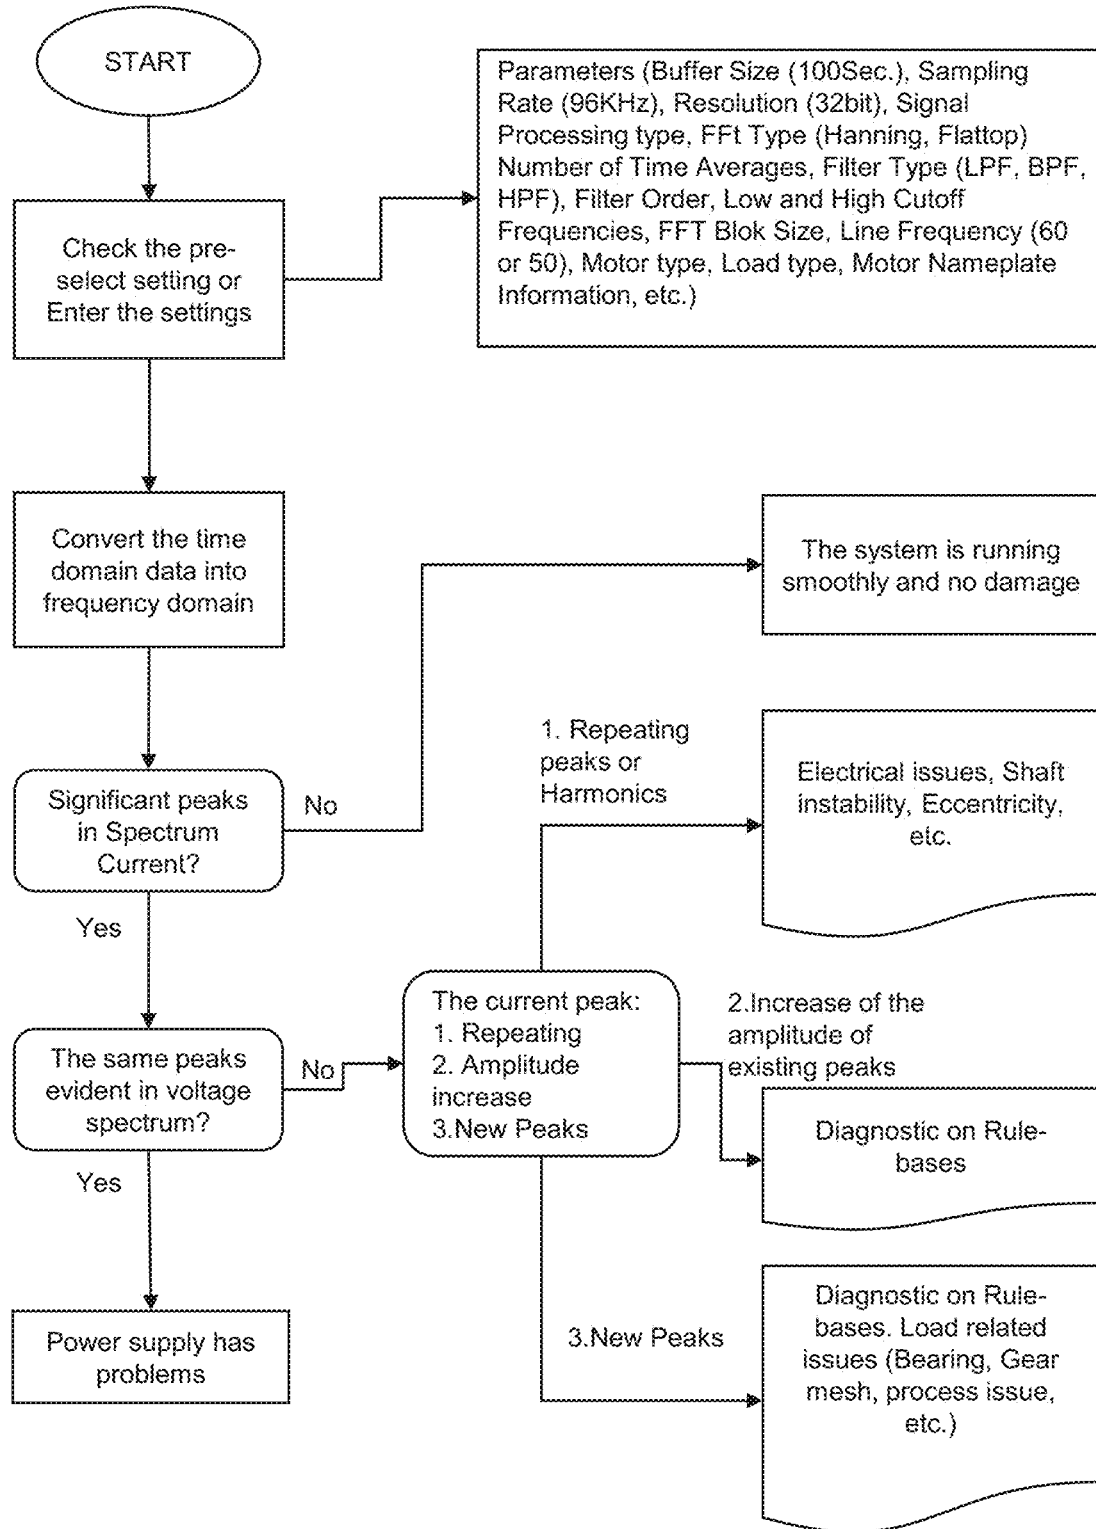 START
Parameters (Buffer Size (100Sec.), Sampling
Rate (96KHz), Resolution (32bit), Signal
Processing type, FFt Type (Hanning, Flattop)
Number of Time Averages, Filter Type (LPF, BPF,
HPF), Filter Order, Low and High Cutoff
Frequencies, FFT Blok Size, Line Frequency (60
or 50), Motor type, Load type, Motor Nameplate
Information, etc.)
Check the pre-
select setting or
Enter the settings
Convert the time
domain data into
frequency domain
The system is running
smoothly and no damage
Significant peaks
in Spectrum
Current?
No
Yes
1. Repeating
peaks or
Harmonics
Electrical issues, Shaft
instability, Eccentricity,
etc.
The same peaks
evident in voltage
spectrum?
No
Yes
The current peak:
1. Repeating
2. Amplitude
increase
3.New Peaks
2.Increase of the
amplitude of
existing peaks
Diagnostic on Rule-
bases
Power supply has
problems
3.New Peaks
Diagnostic on Rule-
bases. Load related
issues (Bearing, Gear
mesh, process issue,
etc.)